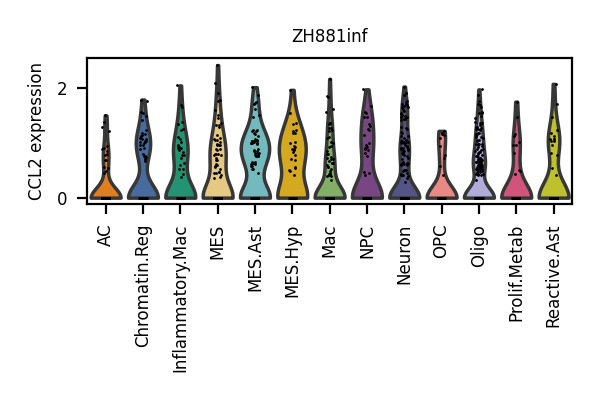 ZH881inf
CCL2 expression
2
0
AC
Chromatin.Reg
Inflammatory.Mac
MES
MES.Ast
MES.Hyp
Mac
NPC
Neuron
OPC
Oligo
Prolif.Metab
Reactive.Ast